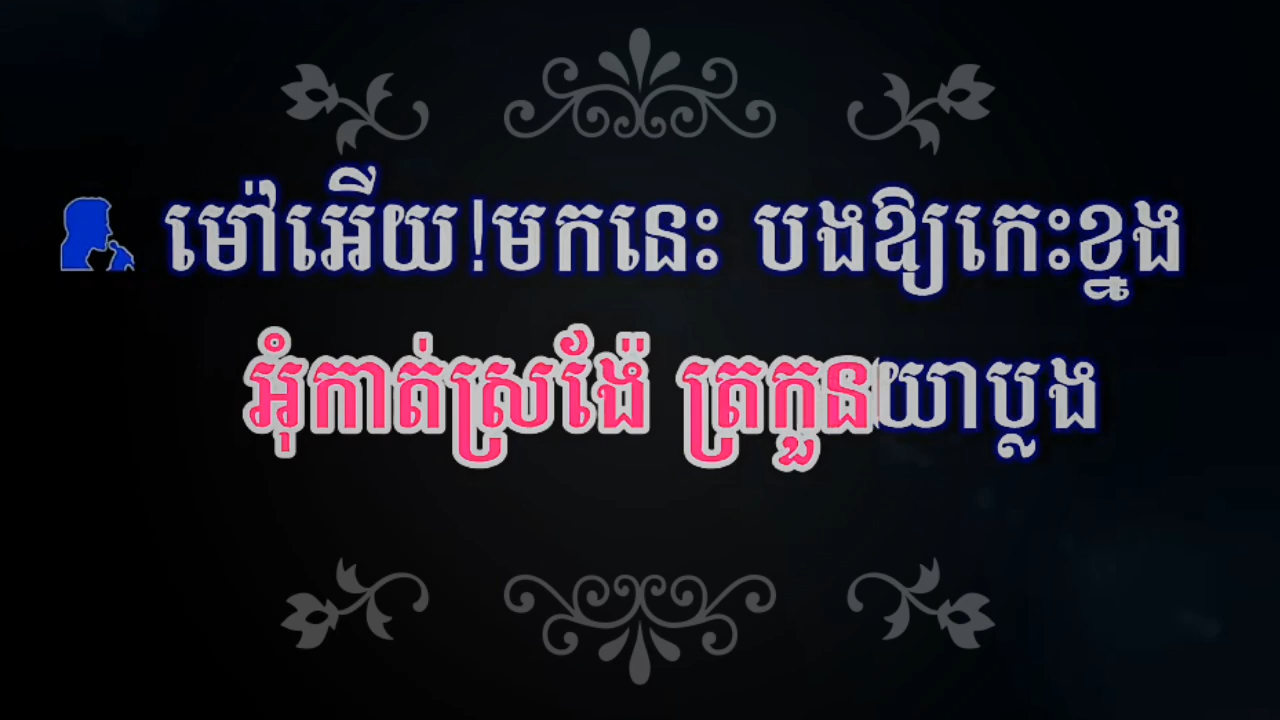 ម៉ៅអើយ!មកនេះ បងឱ្យកេះខ្នង
អុំកាត់ស្រង៉ែ ត្រកួនយាប្លង